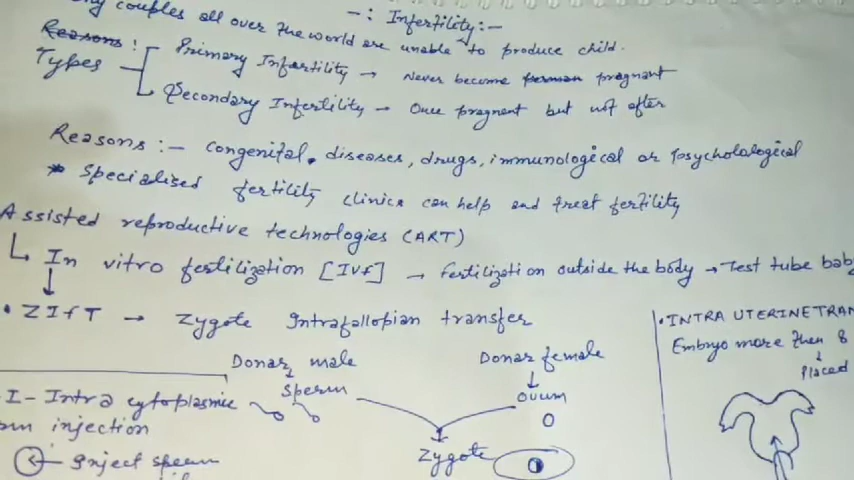 -: Infertility:-
couples all over the world are unable to produce child.
Reasons:
Types
Primary Infertility → Never become pregnant
Secondary Infertility - Once pregnant but not after
Reasons :- Congenital, diseases, drugs, immunological or psycholological
* Specialised fertility clinics can help and treat fertility
Assisted reproductive technologies (ART)
In vitro fertilization [IVf] → fertilization outside the body → Test tube
• ZIfT → Zygote Intrafallopian transfer
Donar male
Sperm
Donar female
ovum
Zygote
I - Intra cytoplasmic
injection
Inject sperm
• INTRA UTERINE TRAN
Embryo more then 8
Placed